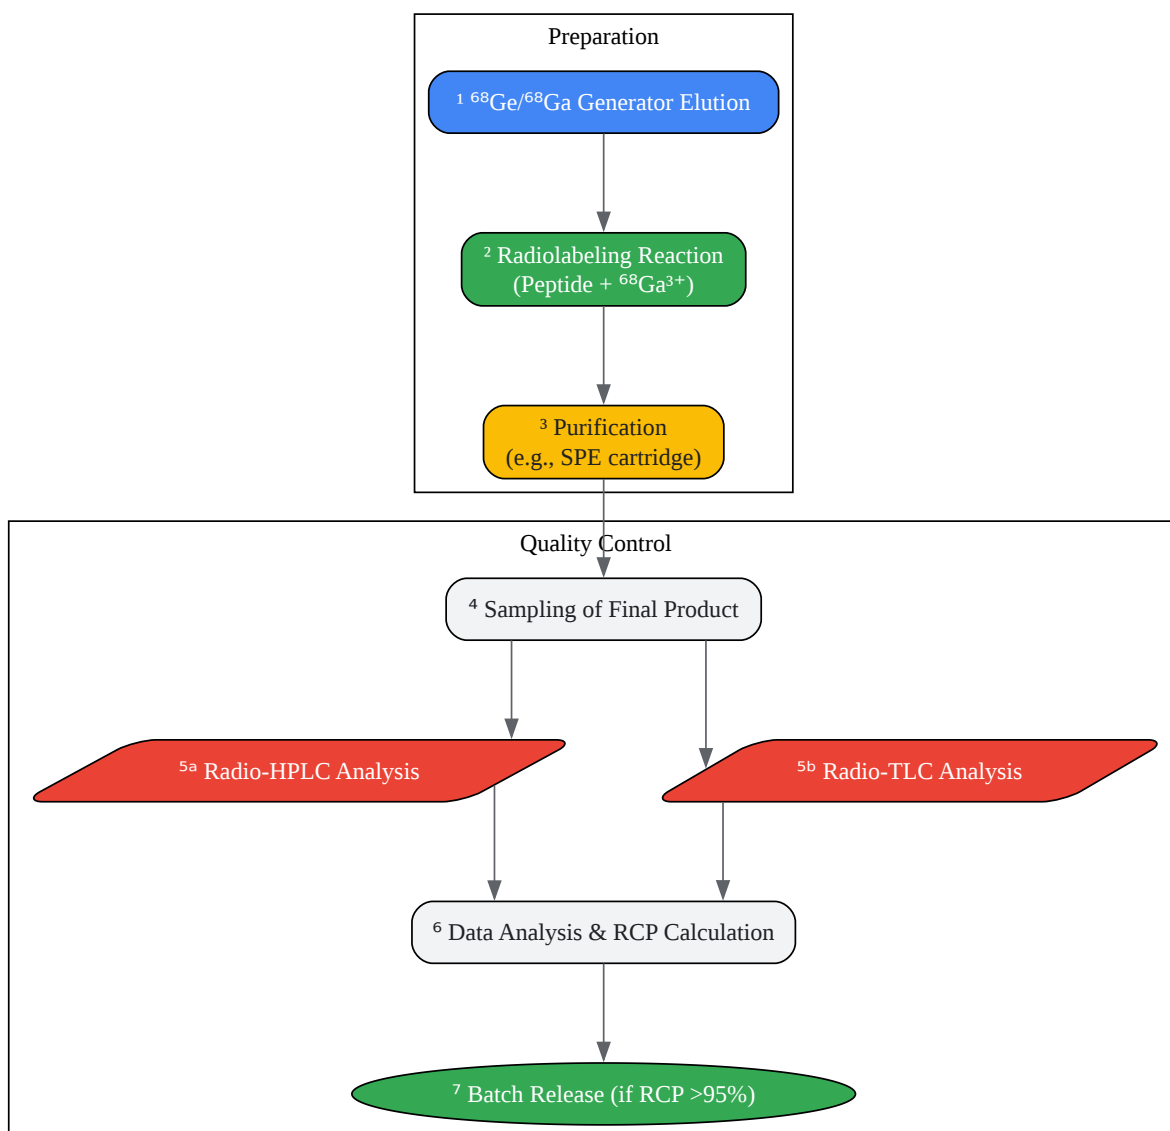 Preparation
¹ ⁶⁸Ge/⁶⁸Ga Generator Elution
² Radiolabeling Reaction
(Peptide + ⁶⁸Ga³⁺)
³ Purification
(e.g., SPE cartridge)
Quality Control
⁴ Sampling of Final Product
⁵ᵃ Radio-HPLC Analysis
⁵ᵇ Radio-TLC Analysis
⁶ Data Analysis & RCP Calculation
⁷ Batch Release (if RCP >95%)